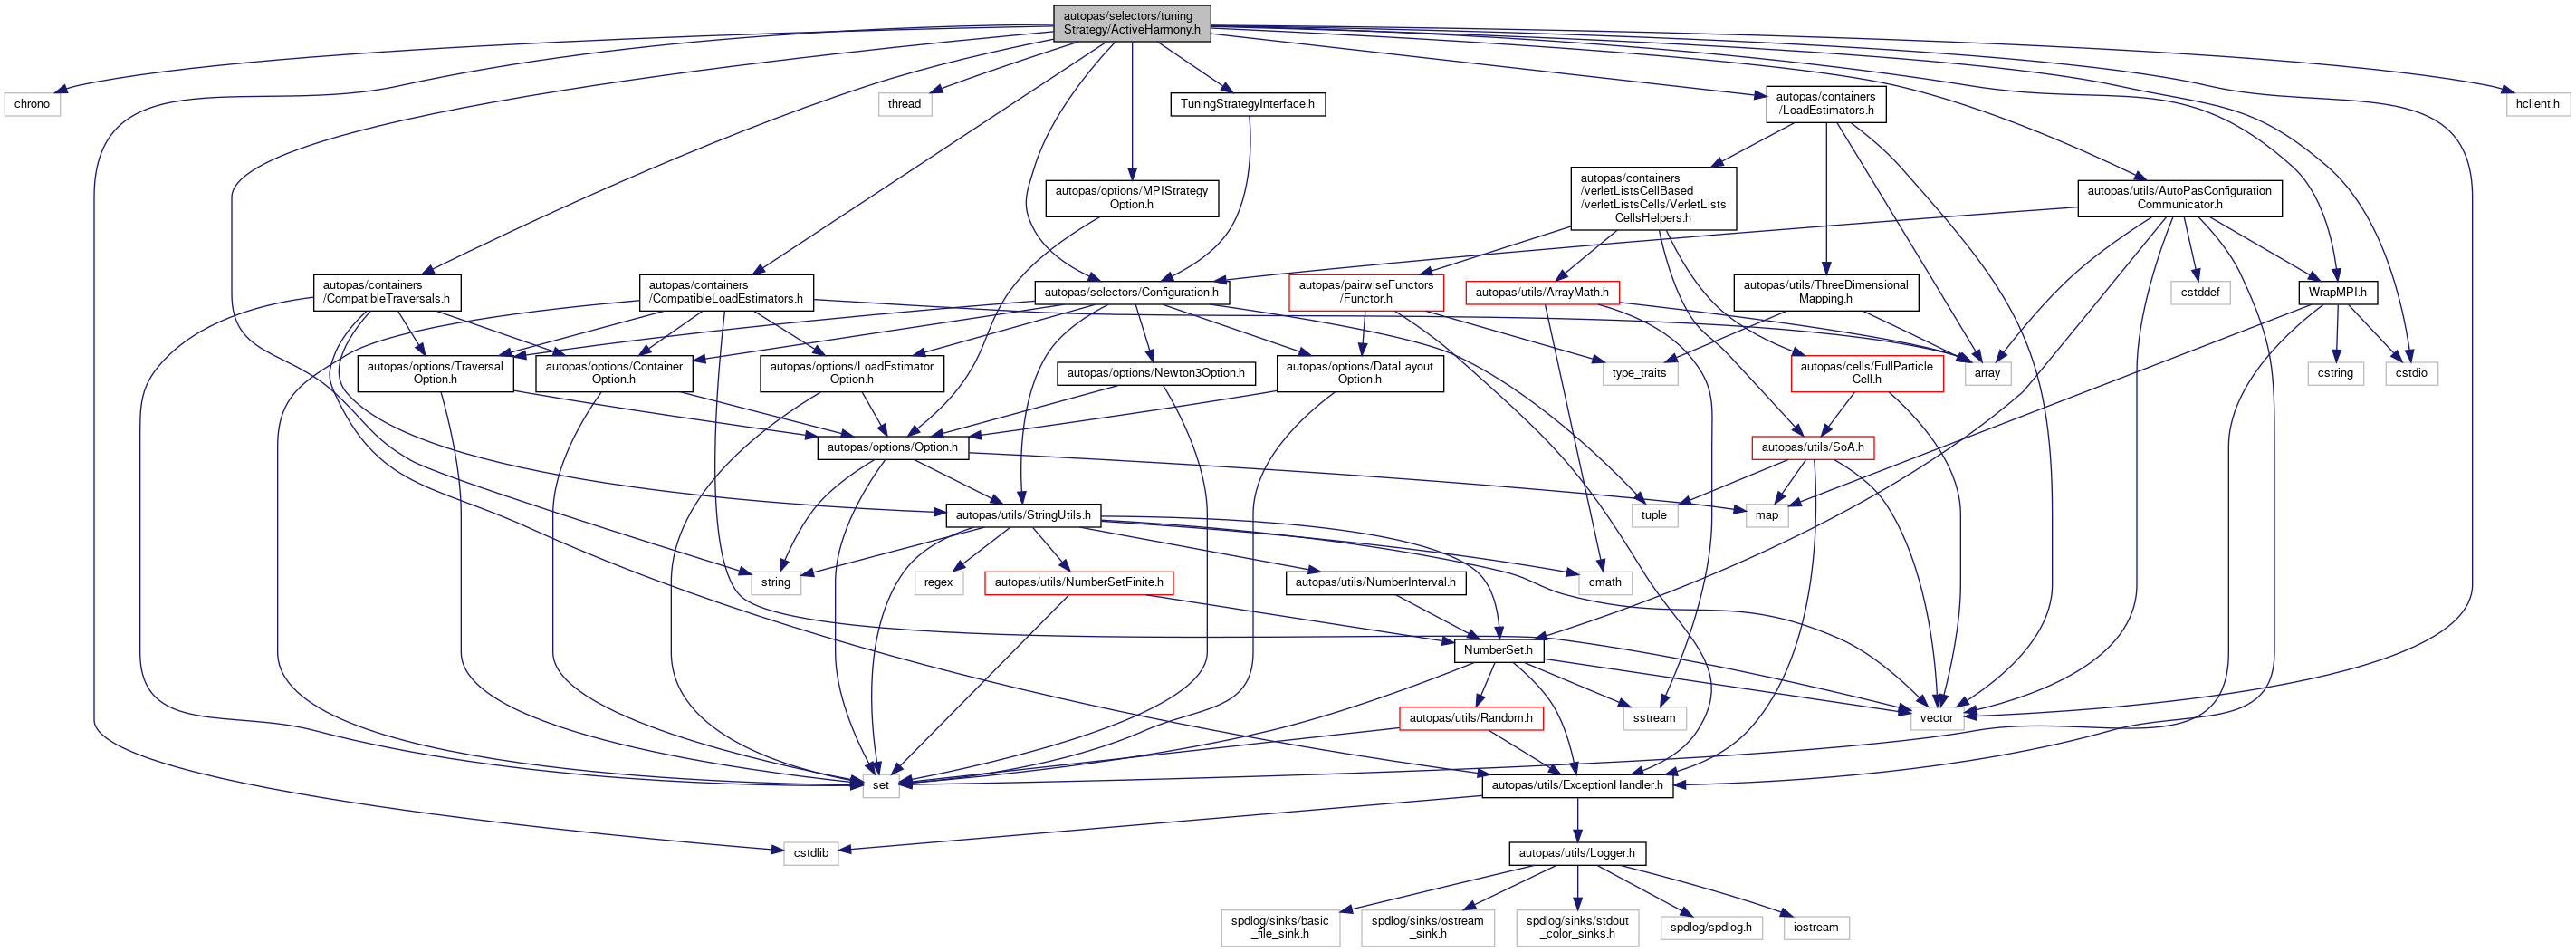 autopas/selectors/tuning
Strategy/ActiveHarmony.h
chrono
thread
TuningStrategyInterface.h
autopas/containers
/LoadEstimators.h
hclient.h
autopas/options/MPIStrategy
Option.h
autopas/containers
/verletListsCellBased
/verletListsCells/VerletLists
CellsHelpers.h
autopas/utils/AutoPasConfiguration
Communicator.h
autopas/containers
/CompatibleTraversals.h
autopas/containers
/CompatibleLoadEstimators.h
autopas/selectors/Configuration.h
autopas/pairwiseFunctors
/Functor.h
autopas/utils/ArrayMath.h
autopas/utils/ThreeDimensional
Mapping.h
cstddef
WrapMPI.h
autopas/options/Traversal
Option.h
autopas/options/Container
Option.h
autopas/options/LoadEstimator
Option.h
autopas/options/Newton3Option.h
autopas/options/DataLayout
Option.h
type_traits
autopas/cells/FullParticle
Cell.h
array
cstring
cstdio
autopas/options/Option.h
autopas/utils/SoA.h
autopas/utils/StringUtils.h
tuple
map
string
regex
autopas/utils/NumberSetFinite.h
autopas/utils/NumberInterval.h
cmath
NumberSet.h
autopas/utils/Random.h
sstream
vector
set
autopas/utils/ExceptionHandler.h
cstdlib
autopas/utils/Logger.h
spdlog/sinks/basic
_file_sink.h
spdlog/sinks/ostream
_sink.h
spdlog/sinks/stdout
_color_sinks.h
spdlog/spdlog.h
iostream